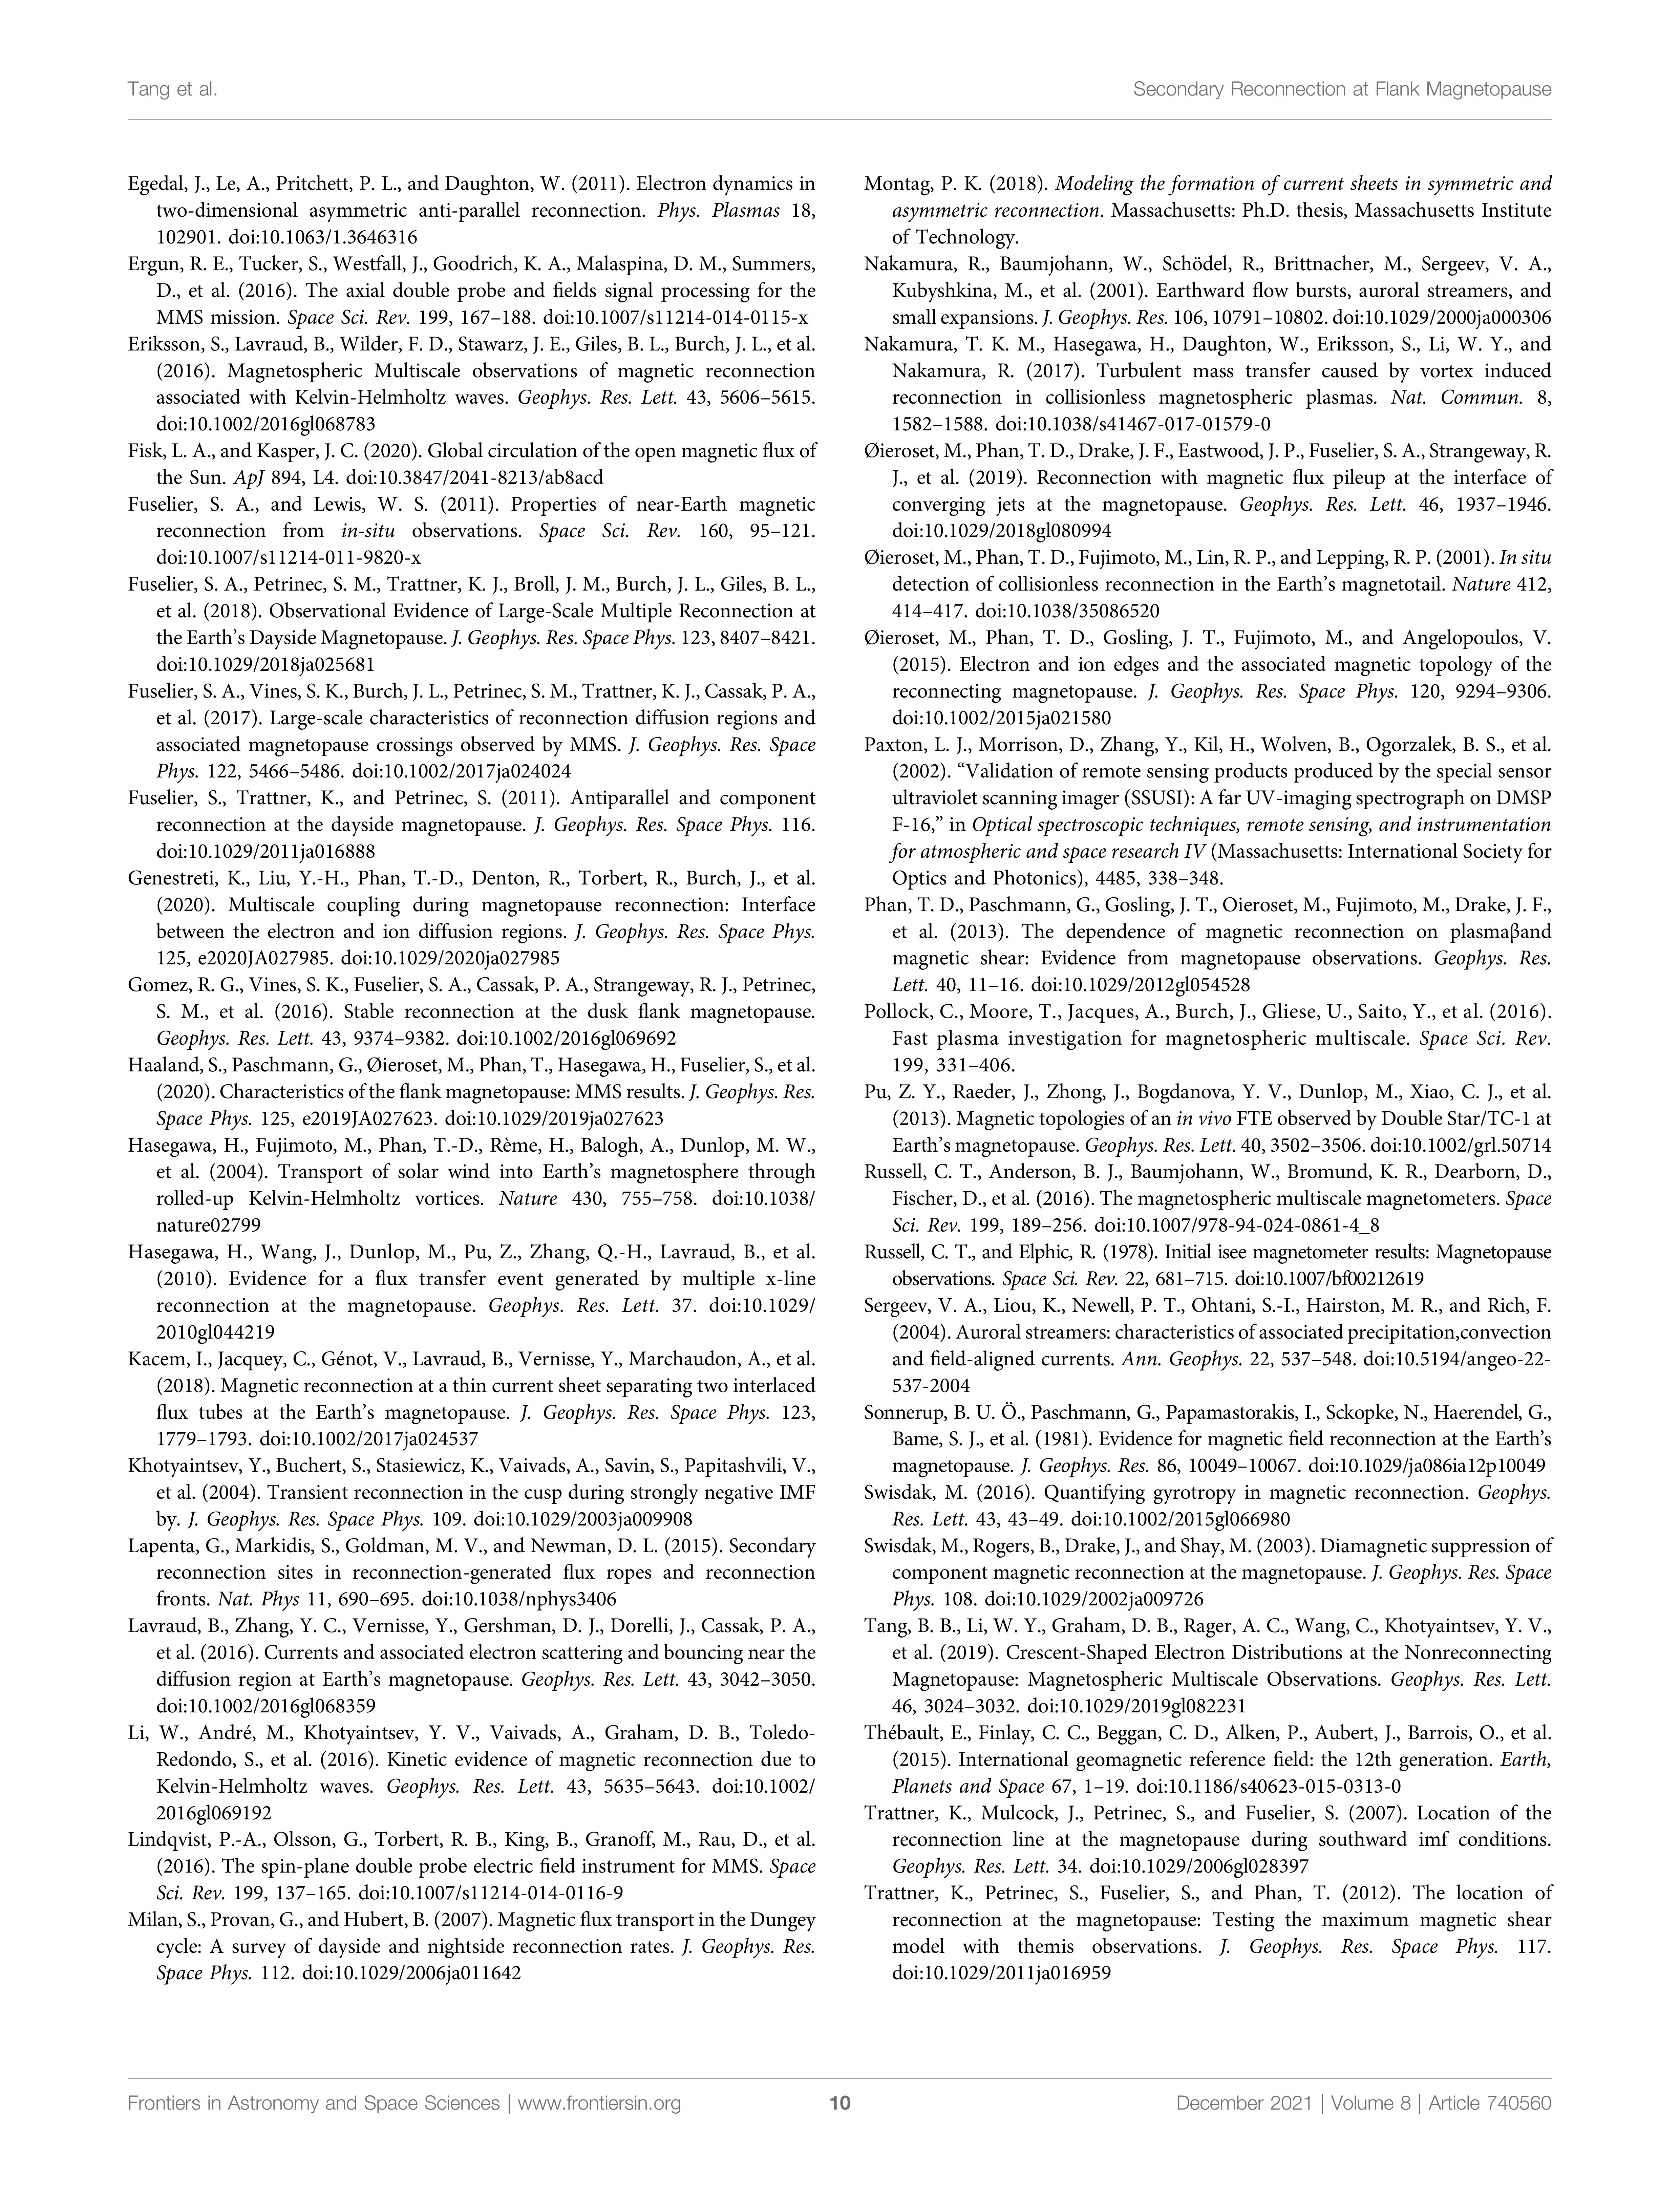 Tang et al.
Secondary Reconnection at Flank Magnetopause
Egedal, J., Le, A., Pritchett, P. L., and Daughton, W. (2011). Electron dynamics in
two-dimensional asymmetric anti-parallel reconnection. Phys. Plasmas 18,
102901. doi:10.1063/1.3646316
Ergun, R. E., Tucker, S., Westfall, J., Goodrich, K. A., Malaspina, D. M., Summers,
D., et al. (2016). The axial double probe and fields signal processing for the
MMS mission. Space Sci. Rev. 199, 167–188. doi:10.1007/s11214-014-0115-x
Eriksson, S., Lavraud, B., Wilder, F. D., Stawarz, J. E., Giles, B. L., Burch, J. L., et al.
(2016). Magnetospheric Multiscale observations of magnetic reconnection
associated with Kelvin-Helmholtz waves. Geophys. Res. Lett. 43, 5606–5615.
doi:10.1002/2016gl068783
Fisk, L. A., and Kasper, J. C. (2020). Global circulation of the open magnetic flux of
the Sun. ApJ 894, L4. doi:10.3847/2041-8213/ab8acd
Fuselier, S. A., and Lewis, W. S. (2011). Properties of near-Earth magnetic
reconnection from in-situ observations. Space Sci. Rev. 160, 95–121.
doi:10.1007/s11214-011-9820-x
Fuselier, S. A., Petrinec, S. M., Trattner, K. J., Broll, J. M., Burch, J. L., Giles, B. L.,
et al. (2018). Observational Evidence of Large-Scale Multiple Reconnection at
the Earth’s Dayside Magnetopause. J. Geophys. Res. Space Phys. 123, 8407–8421.
doi:10.1029/2018ja025681
Fuselier, S. A., Vines, S. K., Burch, J. L., Petrinec, S. M., Trattner, K. J., Cassak, P. A.,
et al. (2017). Large-scale characteristics of reconnection diffusion regions and
associated magnetopause crossings observed by MMS. J. Geophys. Res. Space
Phys. 122, 5466–5486. doi:10.1002/2017ja024024
Fuselier, S., Trattner, K., and Petrinec, S. (2011). Antiparallel and component
reconnection at the dayside magnetopause. J. Geophys. Res. Space Phys. 116.
doi:10.1029/2011ja016888
Genestreti, K., Liu, Y.-H., Phan, T.-D., Denton, R., Torbert, R., Burch, J., et al.
(2020). Multiscale coupling during magnetopause reconnection: Interface
between the electron and ion diffusion regions. J. Geophys. Res. Space Phys.
125, e2020JA027985. doi:10.1029/2020ja027985
Gomez, R. G., Vines, S. K., Fuselier, S. A., Cassak, P. A., Strangeway, R. J., Petrinec,
S. M., et al. (2016). Stable reconnection at the dusk flank magnetopause.
Geophys. Res. Lett. 43, 9374–9382. doi:10.1002/2016gl069692
Haaland, S., Paschmann, G., Øieroset, M., Phan, T., Hasegawa, H., Fuselier, S., et al.
(2020). Characteristics of the flank magnetopause: MMS results. J. Geophys. Res.
Space Phys. 125, e2019JA027623. doi:10.1029/2019ja027623
Hasegawa, H., Fujimoto, M., Phan, T.-D., Rème, H., Balogh, A., Dunlop, M. W.,
et al. (2004). Transport of solar wind into Earth’s magnetosphere through
rolled-up Kelvin-Helmholtz vortices. Nature 430, 755–758. doi:10.1038/
nature02799
Hasegawa, H., Wang, J., Dunlop, M., Pu, Z., Zhang, Q.-H., Lavraud, B., et al.
(2010). Evidence for a flux transfer event generated by multiple x-line
reconnection at the magnetopause. Geophys. Res. Lett. 37. doi:10.1029/
2010gl044219
Kacem, I., Jacquey, C., Génot, V., Lavraud, B., Vernisse, Y., Marchaudon, A., et al.
(2018). Magnetic reconnection at a thin current sheet separating two interlaced
flux tubes at the Earth’s magnetopause. J. Geophys. Res. Space Phys. 123,
1779–1793. doi:10.1002/2017ja024537
Khotyaintsev, Y., Buchert, S., Stasiewicz, K., Vaivads, A., Savin, S., Papitashvili, V.,
et al. (2004). Transient reconnection in the cusp during strongly negative IMF
by. J. Geophys. Res. Space Phys. 109. doi:10.1029/2003ja009908
Lapenta, G., Markidis, S., Goldman, M. V., and Newman, D. L. (2015). Secondary
reconnection sites in reconnection-generated flux ropes and reconnection
fronts. Nat. Phys 11, 690–695. doi:10.1038/nphys3406
Lavraud, B., Zhang, Y. C., Vernisse, Y., Gershman, D. J., Dorelli, J., Cassak, P. A.,
et al. (2016). Currents and associated electron scattering and bouncing near the
diffusion region at Earth’s magnetopause. Geophys. Res. Lett. 43, 3042–3050.
doi:10.1002/2016gl068359
Li, W., André, M., Khotyaintsev, Y. V., Vaivads, A., Graham, D. B., Toledo-
Redondo, S., et al. (2016). Kinetic evidence of magnetic reconnection due to
Kelvin-Helmholtz waves. Geophys. Res. Lett. 43, 5635–5643. doi:10.1002/
2016gl069192
Lindqvist, P.-A., Olsson, G., Torbert, R. B., King, B., Granoff, M., Rau, D., et al.
(2016). The spin-plane double probe electric field instrument for MMS. Space
Sci. Rev. 199, 137–165. doi:10.1007/s11214-014-0116-9
Milan, S., Provan, G., and Hubert, B. (2007). Magnetic flux transport in the Dungey
cycle: A survey of dayside and nightside reconnection rates. J. Geophys. Res.
Space Phys. 112. doi:10.1029/2006ja011642
Montag, P. K. (2018). Modeling the formation of current sheets in symmetric and
asymmetric reconnection. Massachusetts: Ph.D. thesis, Massachusetts Institute
of Technology.
Nakamura, R., Baumjohann, W., Schödel, R., Brittnacher, M., Sergeev, V. A.,
Kubyshkina, M., et al. (2001). Earthward flow bursts, auroral streamers, and
small expansions. J. Geophys. Res. 106, 10791–10802. doi:10.1029/2000ja000306
Nakamura, T. K. M., Hasegawa, H., Daughton, W., Eriksson, S., Li, W. Y., and
Nakamura, R. (2017). Turbulent mass transfer caused by vortex induced
reconnection in collisionless magnetospheric plasmas. Nat. Commun. 8,
1582–1588. doi:10.1038/s41467-017-01579-0
Øieroset, M., Phan, T. D., Drake, J. F., Eastwood, J. P., Fuselier, S. A., Strangeway, R.
J., et al. (2019). Reconnection with magnetic flux pileup at the interface of
converging jets at the magnetopause. Geophys. Res. Lett. 46, 1937–1946.
doi:10.1029/2018gl080994
Øieroset, M., Phan, T. D., Fujimoto, M., Lin, R. P., and Lepping, R. P. (2001). In situ
detection of collisionless reconnection in the Earth’s magnetotail. Nature 412,
414–417. doi:10.1038/35086520
Øieroset, M., Phan, T. D., Gosling, J. T., Fujimoto, M., and Angelopoulos, V.
(2015). Electron and ion edges and the associated magnetic topology of the
reconnecting magnetopause. J. Geophys. Res. Space Phys. 120, 9294–9306.
doi:10.1002/2015ja021580
Paxton, L. J., Morrison, D., Zhang, Y., Kil, H., Wolven, B., Ogorzalek, B. S., et al.
(2002). “Validation of remote sensing products produced by the special sensor
ultraviolet scanning imager (SSUSI): A far UV-imaging spectrograph on DMSP
F-16,” in Optical spectroscopic techniques, remote sensing, and instrumentation
for atmospheric and space research IV (Massachusetts: International Society for
Optics and Photonics), 4485, 338–348.
Phan, T. D., Paschmann, G., Gosling, J. T., Oieroset, M., Fujimoto, M., Drake, J. F.,
et al. (2013). The dependence of magnetic reconnection on plasmaβand
magnetic shear: Evidence from magnetopause observations. Geophys. Res.
Lett. 40, 11–16. doi:10.1029/2012gl054528
Pollock, C., Moore, T., Jacques, A., Burch, J., Gliese, U., Saito, Y., et al. (2016).
Fast plasma investigation for magnetospheric multiscale. Space Sci. Rev.
199, 331–406.
Pu, Z. Y., Raeder, J., Zhong, J., Bogdanova, Y. V., Dunlop, M., Xiao, C. J., et al.
(2013). Magnetic topologies of an in vivo FTE observed by Double Star/TC-1 at
Earth’s magnetopause. Geophys. Res. Lett. 40, 3502–3506. doi:10.1002/grl.50714
Russell, C. T., Anderson, B. J., Baumjohann, W., Bromund, K. R., Dearborn, D.,
Fischer, D., et al. (2016). The magnetospheric multiscale magnetometers. Space
Sci. Rev. 199, 189–256. doi:10.1007/978-94-024-0861-4_8
Russell, C. T., and Elphic, R. (1978). Initial isee magnetometer results: Magnetopause
observations. Space Sci. Rev. 22, 681–715. doi:10.1007/bf00212619
Sergeev, V. A., Liou, K., Newell, P. T., Ohtani, S.-I., Hairston, M. R., and Rich, F.
(2004). Auroral streamers: characteristics of associated precipitation,convection
and field-aligned currents. Ann. Geophys. 22, 537–548. doi:10.5194/angeo-22-
537-2004
Sonnerup, B. U. Ö., Paschmann, G., Papamastorakis, I., Sckopke, N., Haerendel, G.,
Bame, S. J., et al. (1981). Evidence for magnetic field reconnection at the Earth’s
magnetopause. J. Geophys. Res. 86, 10049–10067. doi:10.1029/ja086ia12p10049
Swisdak, M. (2016). Quantifying gyrotropy in magnetic reconnection. Geophys.
Res. Lett. 43, 43–49. doi:10.1002/2015gl066980
Swisdak, M., Rogers, B., Drake, J., and Shay, M. (2003). Diamagnetic suppression of
component magnetic reconnection at the magnetopause. J. Geophys. Res. Space
Phys. 108. doi:10.1029/2002ja009726
Tang, B. B., Li, W. Y., Graham, D. B., Rager, A. C., Wang, C., Khotyaintsev, Y. V.,
et al. (2019). Crescent-Shaped Electron Distributions at the Nonreconnecting
Magnetopause: Magnetospheric Multiscale Observations. Geophys. Res. Lett.
46, 3024–3032. doi:10.1029/2019gl082231
Thébault, E., Finlay, C. C., Beggan, C. D., Alken, P., Aubert, J., Barrois, O., et al.
(2015). International geomagnetic reference field: the 12th generation. Earth,
Planets and Space 67, 1–19. doi:10.1186/s40623-015-0313-0
Trattner, K., Mulcock, J., Petrinec, S., and Fuselier, S. (2007). Location of the
reconnection line at the magnetopause during southward imf conditions.
Geophys. Res. Lett. 34. doi:10.1029/2006gl028397
Trattner, K., Petrinec, S., Fuselier, S., and Phan, T. (2012). The location of
reconnection at the magnetopause: Testing the maximum magnetic shear
model with themis observations. J. Geophys. Res. Space Phys. 117.
doi:10.1029/2011ja016959
Frontiers in Astronomy and Space Sciences | www.frontiersin.org
10
December 2021 | Volume 8 | Article 740560